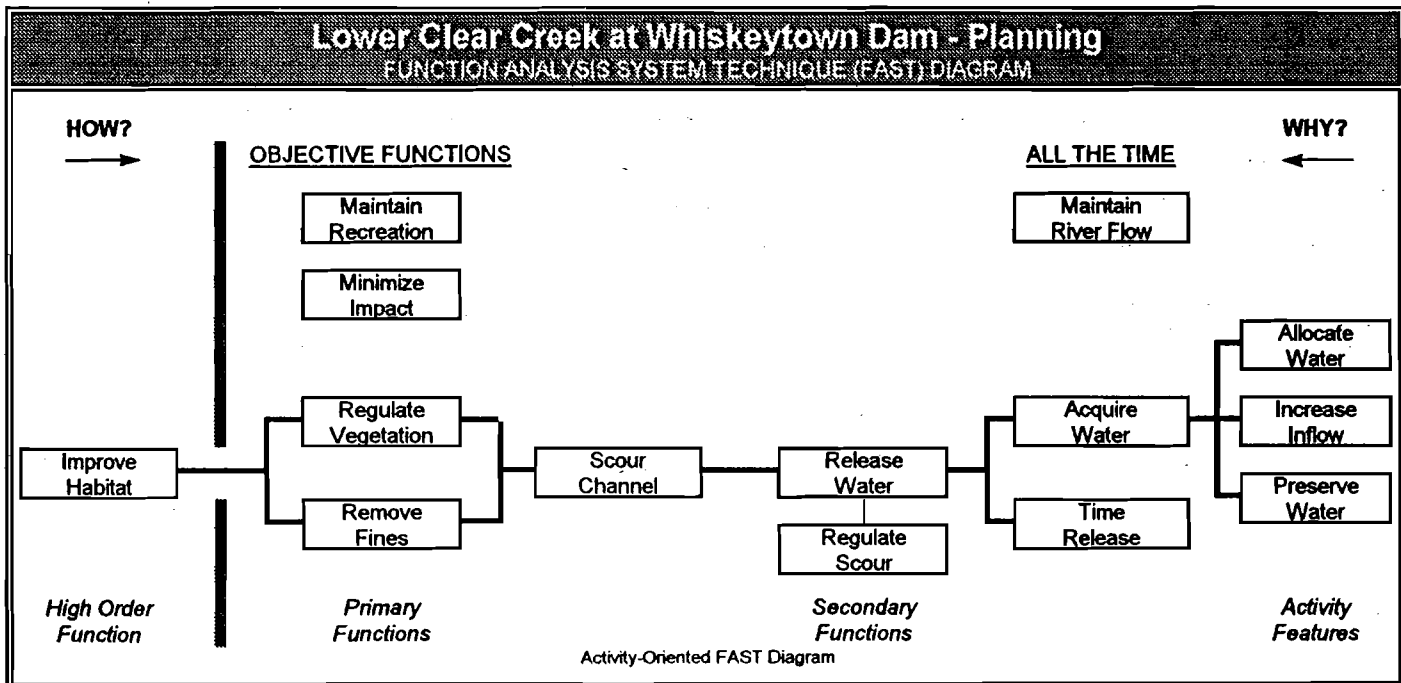 Lower Clear Creek at Whiskeytown Dam - Planning
FUNCTION ANALYSIS SYSTEM TECHNIQUE (FAST) DIAGRAM
HOW?
WHY?
OBJECTIVE FUNCTIONS
ALL THE TIME
Maintain
Recreation
Maintain
River Flow
Minimize
Impact
Allocate
Water
Regulate
Vegetation
Acquire
Water
Increase
Inflow
Improve
Habitat
Scour
Channel
Release
Water
Preserve
Water
Remove
Fines
Time
Release
Regulate
Scour
High Order
Function
Primary
Functions
Secondary
Functions
Activity
Features
Activity-Oriented FAST Diagram